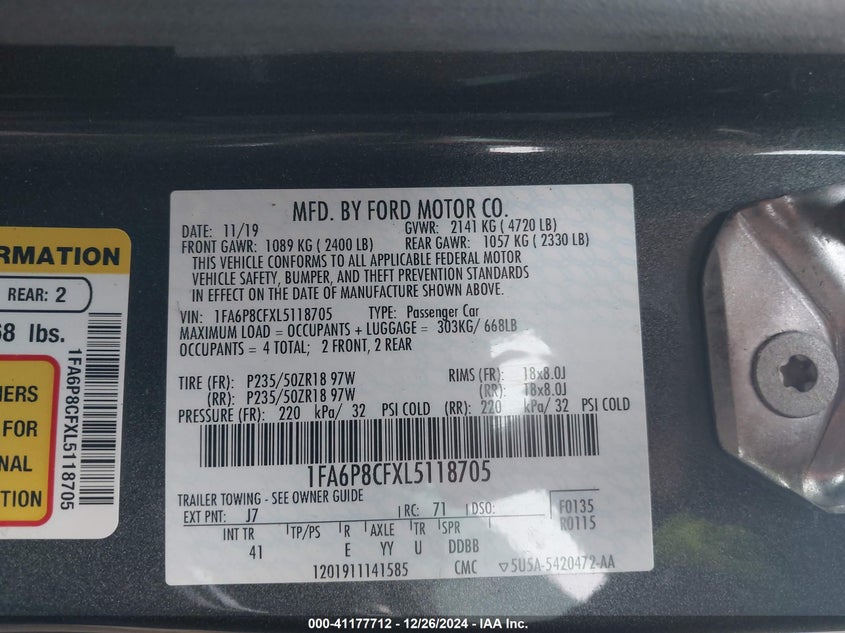 MFD. BY FORD MOTOR CO.
DATE: 11/19 GVWR: 2141 KG ( 4720 LB)
FRONT GAWR: 1089 KG ( 2400 LB) REAR GAWR: 1057 KG ( 2330 LB)
THIS VEHICLE CONFORMS TO ALL APPLICABLE FEDERAL MOTOR
VEHICLE SAFETY, BUMPER, AND THEFT PREVENTION STANDARDS
IN EFFECT ON THE DATE OF MANUFACTURE SHOWN ABOVE.
VIN: 1FA6P8CFXL5118705 TYPE: Passenger Car
MAXIMUM LOAD = OCCUPANTS + LUGGAGE = 303KG/ 668LB
OCCUPANTS = 4 TOTAL; 2 FRONT, 2 REAR
TIRE (FR): P235/50ZR18 97W RIMS (FR): 18x8.0J
(RR): P235/50ZR18 97W (RR): 18x8.0J
PRESSURE (FR): 220 kPa/ 32 PSI COLD (RR): 220 kPa/ 32 PSI COLD
1FA6P8CFXL5118705
TRAILER TOWING - SEE OWNER GUIDE
EXT PNT: J7 RC: 71 DSO: F0135
R0115
INT TR TP/PS R AXLE TR SPR
41 E YY U DDBB
1201911141585 CMC ▽5U5A-5420472-AA
RMATION
REAR: 2
68 lbs.
NERS
FOR
NAL
TION
1FA6P8CFXL5118705
000-41177712 - 12/26/2024 - IAA Inc.